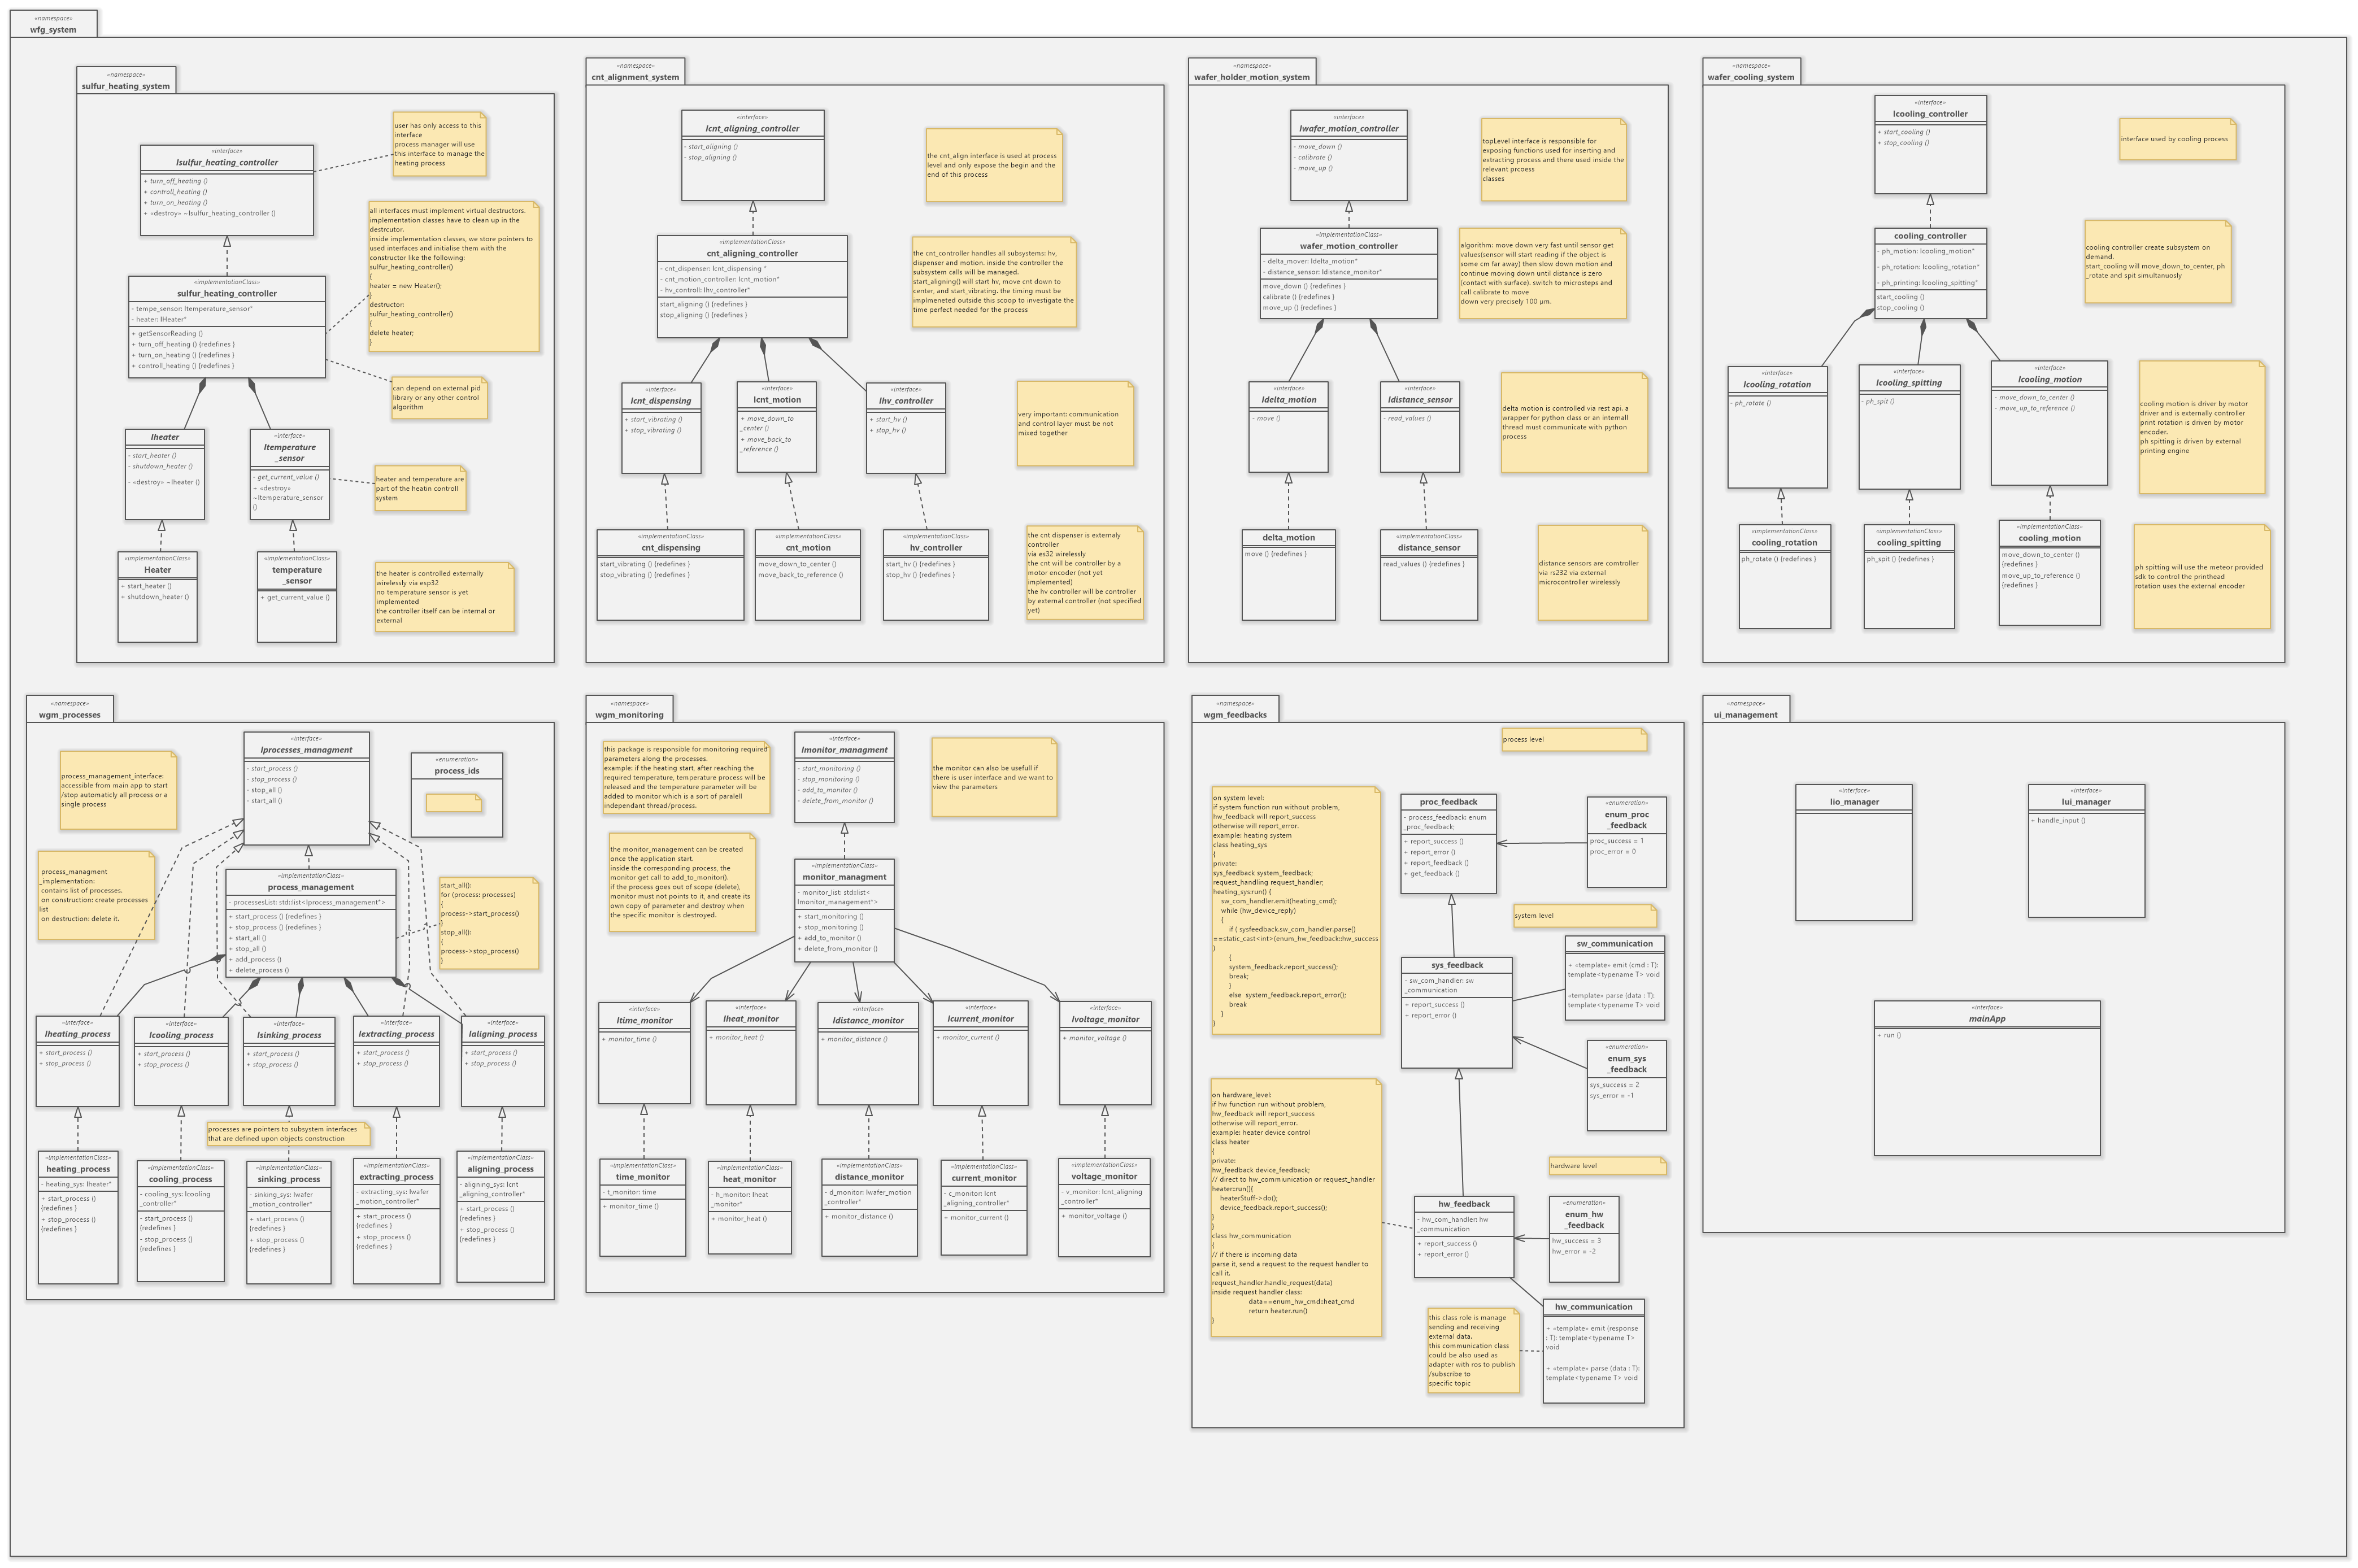 «namespace»
wfg_system
«namespace»
sulfur_heating_system
user has only access to this
interface
process manager will use
this interface to manage the
heating process
«interface»
Isulfur_heating_controller
+ turn_off_heating ()
+ controll_heating ()
+ turn_on_heating ()
+ «destroy» ~Isulfur_heating_controller ()
all interfaces must implement virtual destructors.
implementation classes have to clean up in the
destrcutor.
inside implementation classes, we store pointers to
used interfaces and initialise them with the
constructor like the following:
sulfur_heating_controller()
{
heater = new Heater();
}
destructor:
sulfur_heating_controller()
{
delete heater;
}
«implementationClass»
sulfur_heating_controller
- tempe_sensor: Itemperature_sensor*
- heater: IHeater*
+ getSensorReading ()
+ turn_off_heating () {redefines }
+ turn_on_heating () {redefines }
+ controll_heating () {redefines }
can depend on external pid
library or any other control
algorithm
Iheater
- start_heater ()
- shutdown_heater ()
- «destroy» ~Iheater ()
«interface»
Itemperature
_sensor
- get_current_value ()
+ «destroy»
~Itemperature_sensor
()
heater and temperature are
part of the heatin controll
system
«implementationClass»
Heater
+ start_heater ()
+ shutdown_heater ()
«implementationClass»
temperature
_sensor
+ get_current_value ()
the heater is controlled externally
wirelessly via esp32
no temperature sensor is yet
implemented
the controller itself can be internal or
external
«namespace»
cnt_alignment_system
«interface»
Icnt_aligning_controller
- start_aligning ()
- stop_aligning ()
the cnt_align interface is used at process
level and only expose the begin and the
end of this process
«implementationClass»
cnt_aligning_controller
- cnt_dispenser: Icnt_dispensing *
- cnt_motion_controller: Icnt_motion*
- hv_controll: Ihv_controller*
start_aligning () {redefines }
stop_aligning () {redefines }
the cnt_controller handles all subsystems: hv,
dispenser and motion. inside the controller the
subsystem calls will be managed.
start_aligning() will start hv, move cnt down to
center, and start_vibrating. the timing must be
implmeneted outside this scoop to investigate the
time perfect needed for the process
«interface»
Icnt_dispensing
+ start_vibrating ()
+ stop_vibrating ()
«interface»
Icnt_motion
+ move_down_to
_center ()
+ move_back_to
_reference ()
«interface»
Ihv_controller
+ start_hv ()
+ stop_hv ()
very important: communication
and control layer must be not
mixed together
«implementationClass»
cnt_dispensing
start_vibrating () {redefines }
stop_vibrating () {redefines }
«implementationClass»
cnt_motion
move_down_to_center ()
move_back_to_reference ()
«implementationClass»
hv_controller
start_hv () {redefines }
stop_hv () {redefines }
the cnt dispenser is externaly
controller
via es32 wirelessly
the cnt will be controller by a
motor encoder (not yet
implemented)
the hv controller will be controller
by external controller (not specified
yet)
«namespace»
wafer_holder_motion_system
«interface»
Iwafer_motion_controller
- move_down ()
- calibrate ()
- move_up ()
topLevel interface is responsible for
exposing functions used for inserting and
extracting process and there used inside the
relevant prcoess
classes
«implementationClass»
wafer_motion_controller
- delta_mover: Idelta_motion*
- distance_sensor: Idistance_monitor*
move_down () {redefines }
calibrate () {redefines }
move_up () {redefines }
algorithm: move down very fast until sensor get
values(sensor will start reading if the object is
some cm far away) then slow down motion and
continue moving down until distance is zero
(contact with surface). switch to microsteps and
call calibrate to move
down very precisely 100 µm.
«interface»
Idelta_motion
- move ()
«interface»
Idistance_sensor
- read_values ()
delta motion is controlled via rest api. a
wrapper for python class or an internall
thread must communicate with python
process
delta_motion
move () {redefines }
«implementationClass»
distance_sensor
read_values () {redefines }
distance sensors are comtroller
via rs232 via external
microcontroller wirelessly
«namespace»
wafer_cooling_system
«interface»
Icooling_controller
+ start_cooling ()
+ stop_cooling ()
interface used by cooling process
cooling_controller
- ph_motion: Icooling_motion*
- ph_rotation: Icooling_rotation*
- ph_printing: Icooling_spitting*
start_cooling ()
stop_cooling ()
cooling controller create subsystem on
demand.
start_cooling will move_down_to_center, ph
_rotate and spit simultanuosly
«interface»
Icooling_rotation
- ph_rotate ()
«interface»
Icooling_spitting
- ph_spit ()
«interface»
Icooling_motion
- move_down_to_center ()
- move_up_to_reference ()
cooling motion is driven by motor
driver and is externally controller
print rotation is driven by motor
encoder.
ph spitting is driven by external
printing engine
«implementationClass»
cooling_rotation
ph_rotate () {redefines }
«implementationClass»
cooling_spitting
ph_spit () {redefines }
«implementationClass»
cooling_motion
move_down_to_center ()
{redefines }
move_up_to_reference ()
{redefines }
ph spitting will use the meteor provided
sdk to control the printhead
rotation uses the external encoder
«namespace»
wgm_processes
process_management_interface:
accessible from main app to start
/stop automaticly all process or a
single process
«interface»
Iprocesses_managment
- start_process ()
- stop_process ()
- stop_all ()
- start_all ()
«enumeration»
process_ids
process_managment
_implementation:
contains list of processes.
on construction: create processes
list
on destruction: delete it.
«implementationClass»
process_management
- processesList: std::list<Iprocess_management*>
+ start_process () {redefines }
+ stop_process () {redefines }
+ start_all ()
+ stop_all ()
+ add_process ()
+ delete_process ()
start_all():
for (process: processes)
{
process->start_process()
}
stop_all():
{
process->stop_process()
}
«interface»
Iheating_process
+ start_process ()
+ stop_process ()
«interface»
Icooling_process
+ start_process ()
+ stop_process ()
«interface»
Isinking_process
+ start_process ()
+ stop_process ()
«interface»
Iextracting_process
+ start_process ()
+ stop_process ()
«interface»
Ialigning_process
+ start_process ()
+ stop_process ()
processes are pointers to subsystem interfaces
that are defined upon objects construction
«implementationClass»
heating_process
- heating_sys: Iheater*
+ start_process ()
{redefines }
+ stop_process ()
{redefines }
«implementationClass»
cooling_process
- cooling_sys: Icooling
_controller*
- start_process ()
{redefines }
- stop_process ()
{redefines }
«implementationClass»
sinking_process
- sinking_sys: Iwafer
_motion_controller*
+ start_process ()
{redefines }
+ stop_process ()
{redefines }
«implementationClass»
extracting_process
- extracting_sys: Iwafer
_motion_controller*
+ start_process ()
{redefines }
+ stop_process ()
{redefines }
«implementationClass»
aligning_process
- aligning_sys: Icnt
_aligning_controller*
+ start_process ()
{redefines }
+ stop_process ()
{redefines }
«namespace»
wgm_monitoring
this package is responsible for monitoring required
parameters along the processes.
example: if the heating start, after reaching the
required temperature, temperature process will be
released and the temperature parameter will be
added to monitor which is a sort of paralell
independant thread/process.
«interface»
Imonitor_managment
- start_monitoring ()
- stop_monitoring ()
- add_to_monitor ()
- delete_from_monitor ()
the monitor can also be usefull if
there is user interface and we want to
view the parameters
the monitor_management can be created
once the application start.
inside the corresponding process, the
monitor get call to add_to_monitor().
if the process goes out of scope (delete),
monitor must not points to it, and create its
own copy of parameter and destroy when
the specific monitor is destroyed.
«implementationClass»
monitor_managment
- monitor_list: std::list<
Imonitor_management*>
+ start_monitoring ()
+ stop_monitoring ()
+ add_to_monitor ()
+ delete_from_monitor ()
«interface»
Itime_monitor
+ monitor_time ()
«interface»
Iheat_monitor
+ monitor_heat ()
«interface»
Idistance_monitor
+ monitor_distance ()
«interface»
Icurrent_monitor
+ monitor_current ()
«interface»
Ivoltage_monitor
+ monitor_voltage ()
«implementationClass»
time_monitor
- t_monitor: time
+ monitor_time ()
«implementationClass»
heat_monitor
- h_monitor: Iheat
_monitor*
+ monitor_heat ()
«implementationClass»
distance_monitor
- d_monitor: Iwafer_motion
_controller*
+ monitor_distance ()
«implementationClass»
current_monitor
- c_monitor: Icnt
_aligning_controller*
+ monitor_current ()
«implementationClass»
voltage_monitor
- v_monitor: Icnt_aligning
_controller*
+ monitor_voltage ()
«namespace»
wgm_feedbacks
process level
on system level:
if system function run without problem,
hw_feedback will report_success
otherwise will report_error.
example: heating system
class heating_sys
{
private:
sys_feedback system_feedback;
request_handling request_handler;
heating_sys:run() {
sw_com_handler.emit(heating_cmd);
while (hw_device_reply)
{
if ( sysfeedback.sw_com_handler.parse()
==static_cast<int>(enum_hw_feedback::hw_success
)
{
system_feedback.report_success();
break;
}
else system_feedback.report_error();
break
}
}
proc_feedback
- process_feedback: enum
_proc_feedback;
+ report_success ()
+ report_error ()
+ report_feedback ()
+ get_feedback ()
«enumeration»
enum_proc
_feedback
proc_success = 1
proc_error = 0
system level
sys_feedback
- sw_com_handler: sw
_communication
+ report_success ()
+ report_error ()
sw_communication
+ «template» emit (cmd : T):
template<typename T> void
«template» parse (data : T):
template<typename T> void
«enumeration»
enum_sys
_feedback
sys_success = 2
sys_error = -1
on hardware_level:
if hw function run without problem,
hw_feedback will report_success
otherwise will report_error.
example: heater device control
class heater
{
private:
hw_feedback device_feedback;
// direct to hw_commiunication or request_handler
heater::run(){
heaterStuff->do();
device_feedback.report_success();
}
}
class hw_communication
{
// if there is incoming data
parse it, send a request to the request handler to
call it.
request_handler.handle_request(data)
inside request handler class:
data==enum_hw_cmd::heat_cmd
return heater.run()
}
hardware level
hw_feedback
- hw_com_handler: hw
_communication
+ report_success ()
+ report_error ()
«enumeration»
enum_hw
_feedback
hw_success = 3
hw_error = -2
this class role is manage
sending and receiving
external data.
this communication class
could be also used as
adapter with ros to publish
/subscribe to
specific topic
hw_communication
+ «template» emit (response
: T): template<typename T>
void
+ «template» parse (data : T):
template<typename T> void
«namespace»
ui_management
«interface»
Iio_manager
«interface»
Iui_manager
+ handle_input ()
«interface»
mainApp
+ run ()